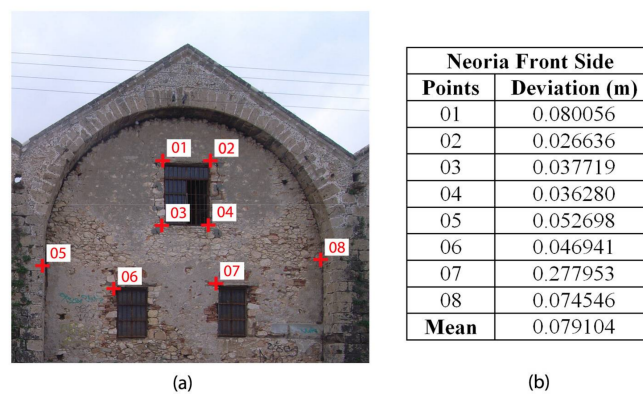 01 02
03 04
05
08
06
07
(a)
Neoria Front Side
Points Deviation (m)
01 0.080056
02 0.026636
03 0.037719
04 0.036280
05 0.052698
06 0.046941
07 0.277953
08 0.074546
Mean 0.079104
(b)